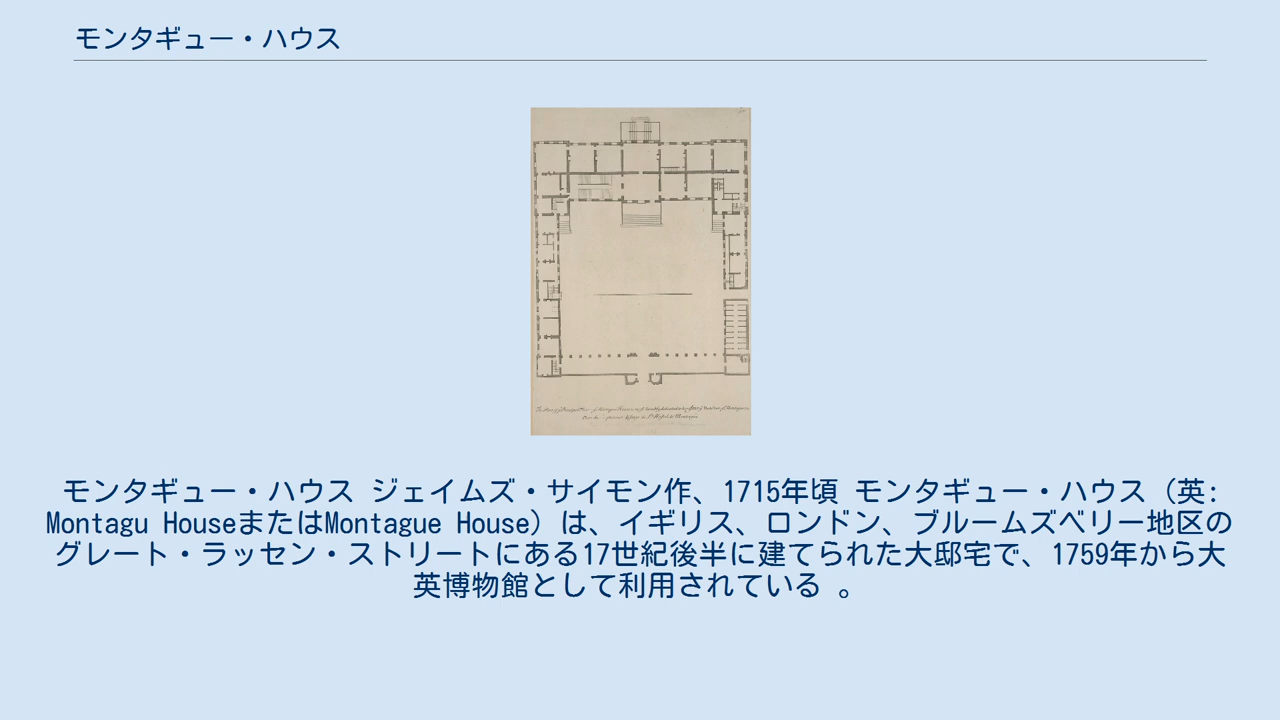 モンタギュー・ハウス
モンタギュー・ハウス ジェイムズ・サイモン作、1715年頃 モンタギュー・ハウス（英:
Montagu HouseまたはMontague House）は、イギリス、ロンドン、ブルームズベリー地区の
グレート・ラッセン・ストリートにある17世紀後半に建てられた大邸宅で、1759年から大
英博物館として利用されている 。